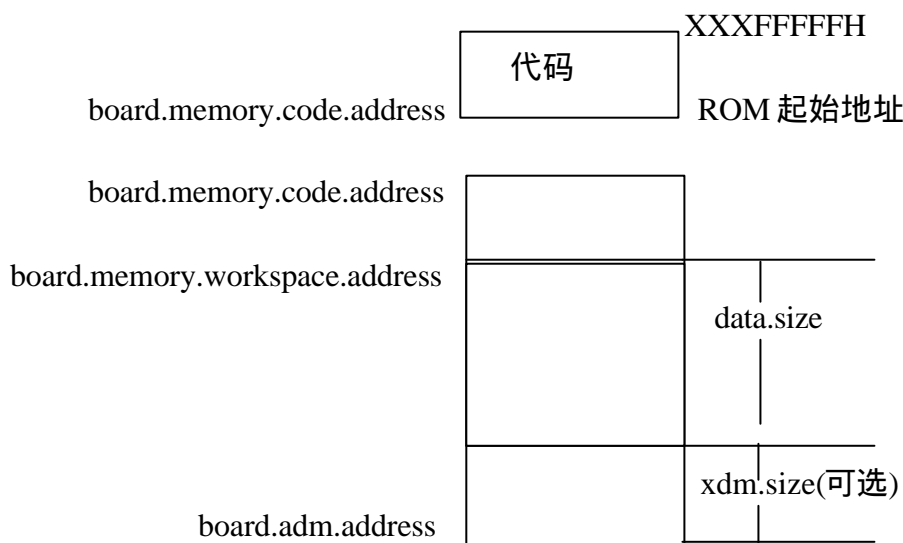 XXXFFFFFH
代码
board.memory.code.address
ROM 起始地址
board.memory.code.address
board.memory.workspace.address
data.size
xdm.size(可选)
board.adm.address